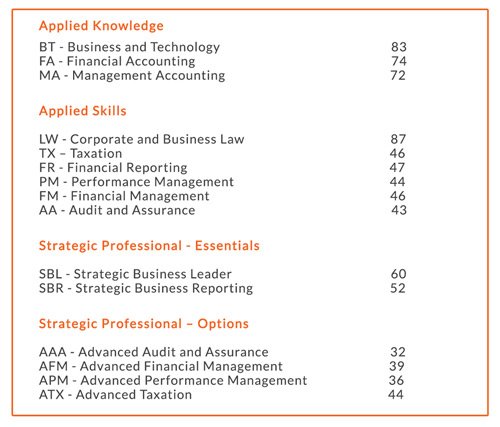 Applied Knowledge
BT - Business and Technology 83
FA - Financial Accounting 74
MA - Management Accounting 72
Applied Skills
LW - Corporate and Business Law 87
TX – Taxation 46
FR - Financial Reporting 47
PM - Performance Management 44
FM - Financial Management 46
AA - Audit and Assurance 43
Strategic Professional - Essentials
SBL - Strategic Business Leader 60
SBR - Strategic Business Reporting 52
Strategic Professional – Options
AAA - Advanced Audit and Assurance 32
AFM - Advanced Financial Management 39
APM - Advanced Performance Management 36
ATX - Advanced Taxation 44